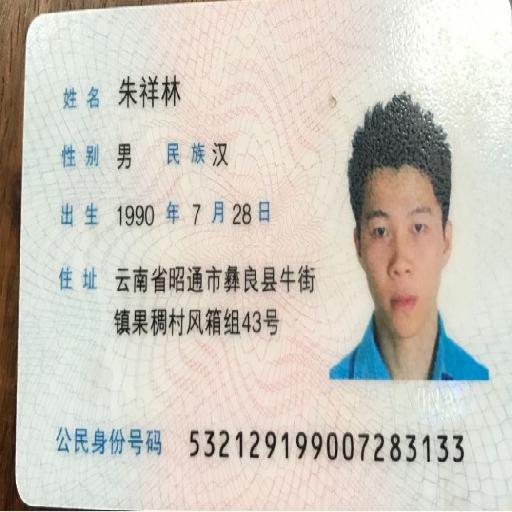 姓名 朱祥林
性别 男 民族 汉
出生 1990 年 7 月 28 日
住址 云南省昭通市彝良县牛街
镇果稠村风箱组43号
公民身份号码 532129199007283133